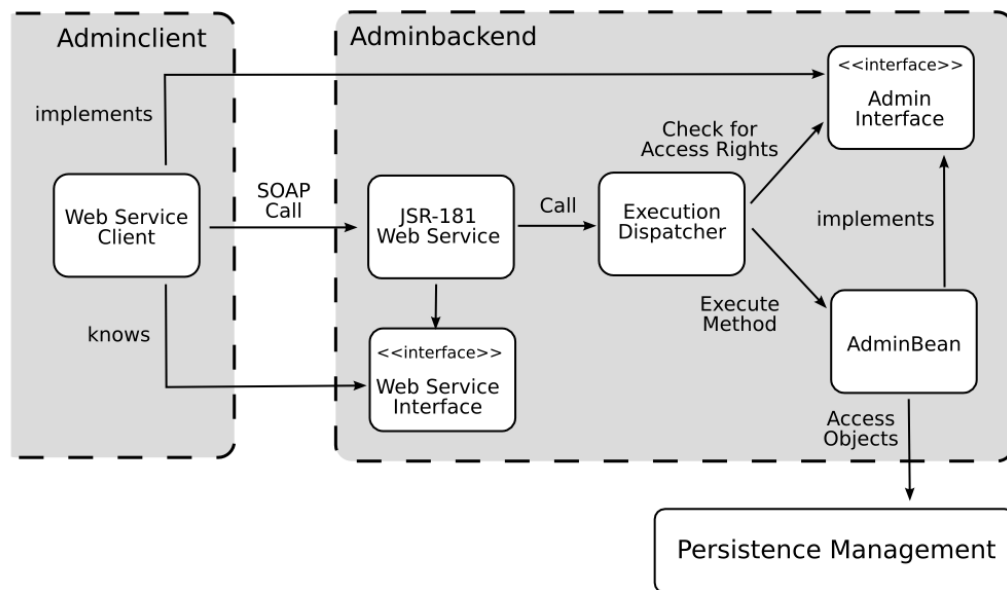 Adminclient
Adminbackend
<<interface>>
Admin
Interface
implements
Check for
Access Rights
SOAP
Call
Web Service
Client
JSR-181
Web Service
Call
Execution
Dispatcher
implements
knows
Execute
Method
AdminBean
<<interface>>
Web Service
Interface
Access
Objects
Persistence Management